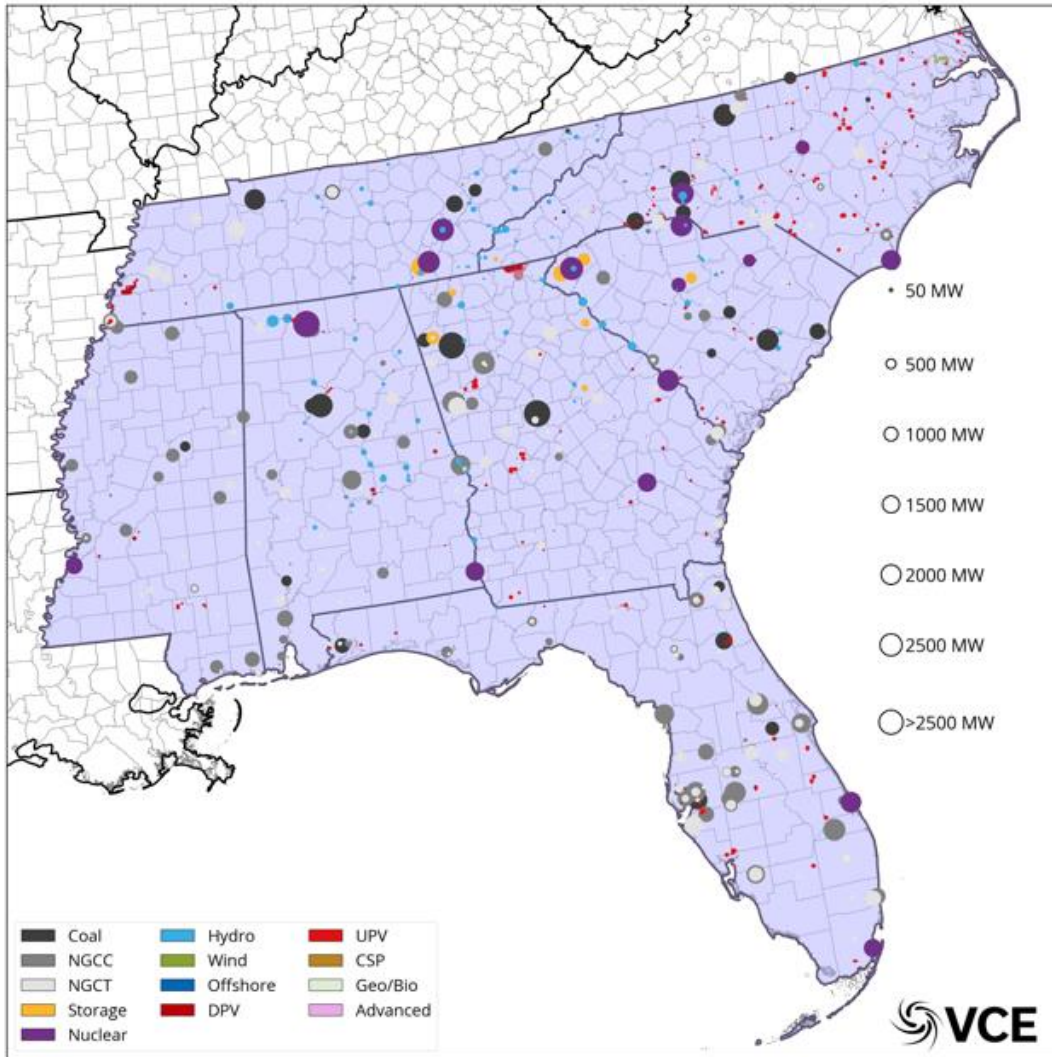 50 MW
500 MW
1000 MW
1500 MW
2000 MW
2500 MW
>2500 MW
Coal Hydro UPV
NGCC Wind CSP
NGCT Offshore Geo/Bio
Storage DPV Advanced
Nuclear
VCE